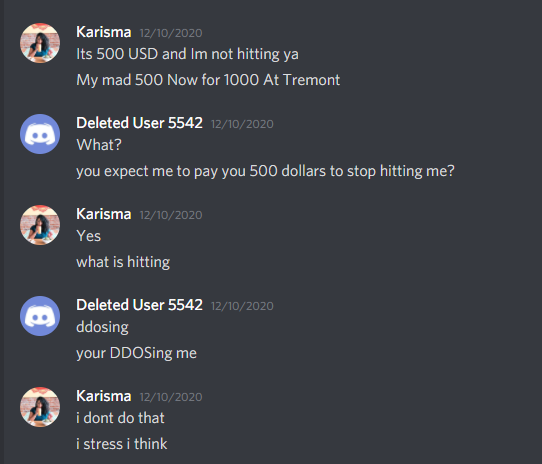 Karisma 12/10/2020
Its 500 USD and Im not hitting ya
My mad 500 Now for 1000 At Tremont
Deleted User 5542 12/10/2020
What?
you expect me to pay you 500 dollars to stop hitting me?
Karisma 12/10/2020
Yes
what is hitting
Deleted User 5542 12/10/2020
ddosing
your DDOSing me
Karisma 12/10/2020
i dont do that
i stress i think